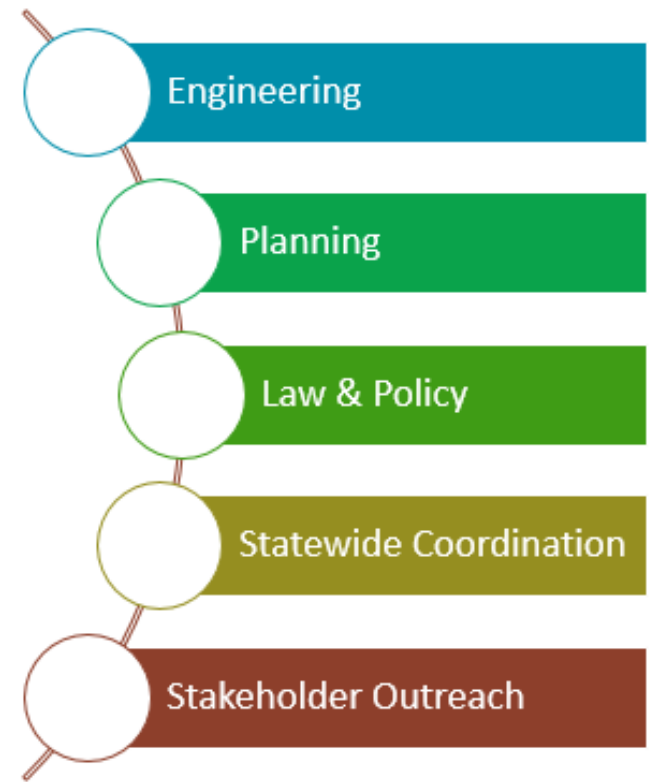 Engineering
Planning
Law & Policy
Statewide Coordination
Stakeholder Outreach